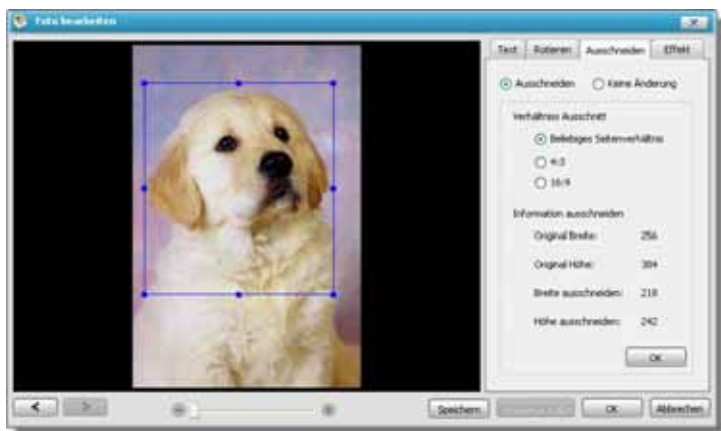 Foto bearbeiten
Text Rotieren Ausschneiden Effekt
Ausschneiden Keine Änderung
Verhältniss Ausschnitt
Beliebiges Seitenverhältnis
4:3
16:9
Information ausschneiden
Original Breite: 256
Original Höhe: 384
Breite ausschneiden: 218
Höhe ausschneiden: 242
OK
< >
Speichern OK Abbrechen